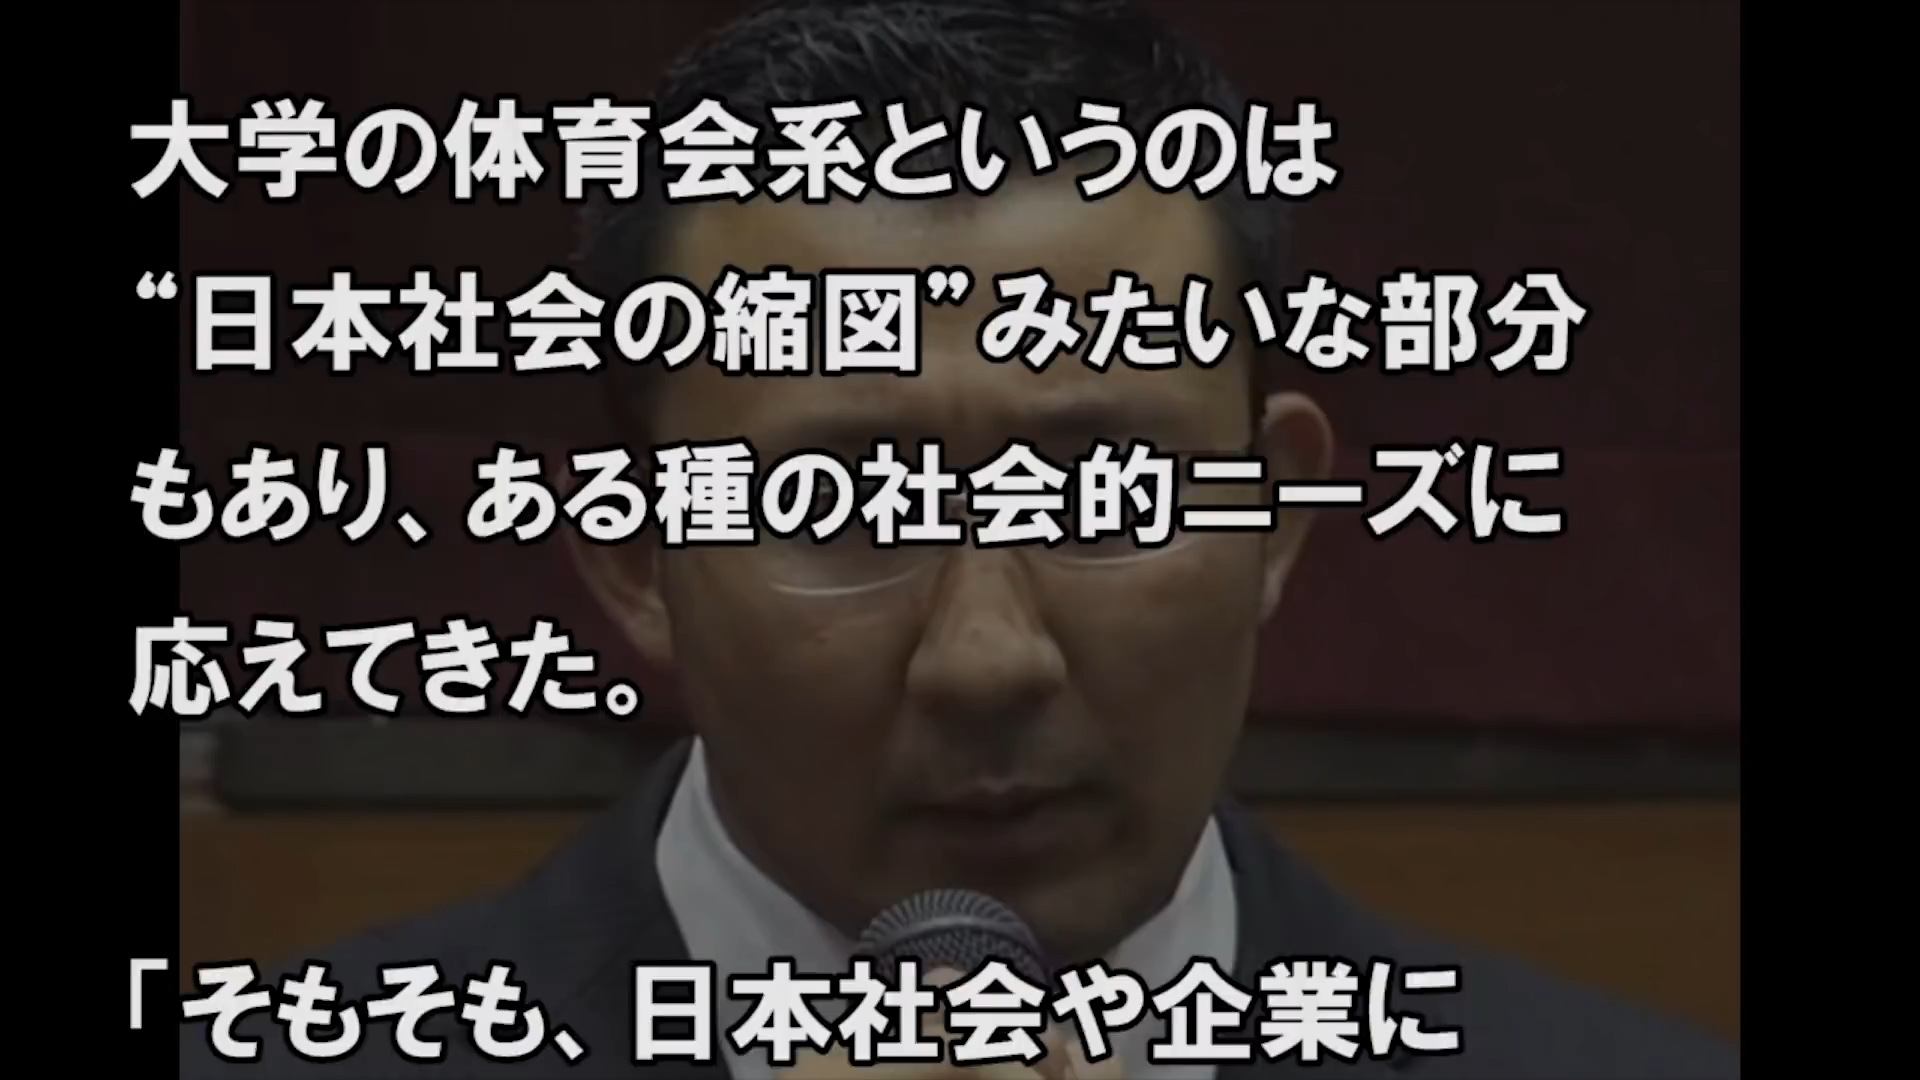 大学の体育会系というのは
“日本社会の縮図”みたいな部分
もあり、ある種の社会的ニーズに
応えてきた。
「そもそも、日本社会や企業に